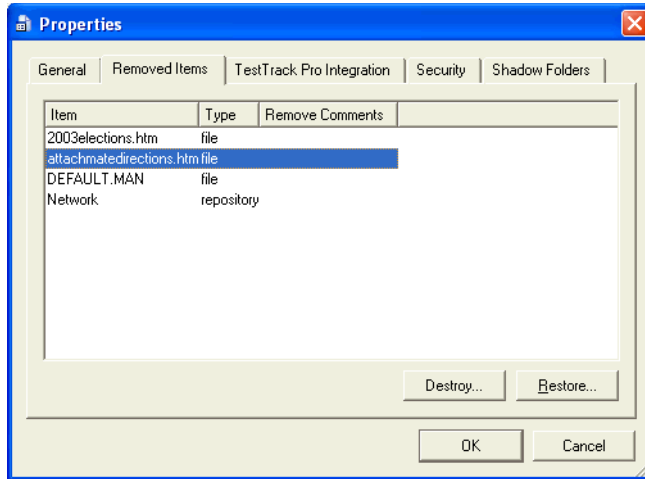 Properties
General Removed Items TestTrack Pro Integration Security Shadow Folders
Item Type Remove Comments
2003elections.htm file
attachmatedirections.htm file
DEFAULT.MAN file
Network repository
Destroy... Restore...
OK Cancel